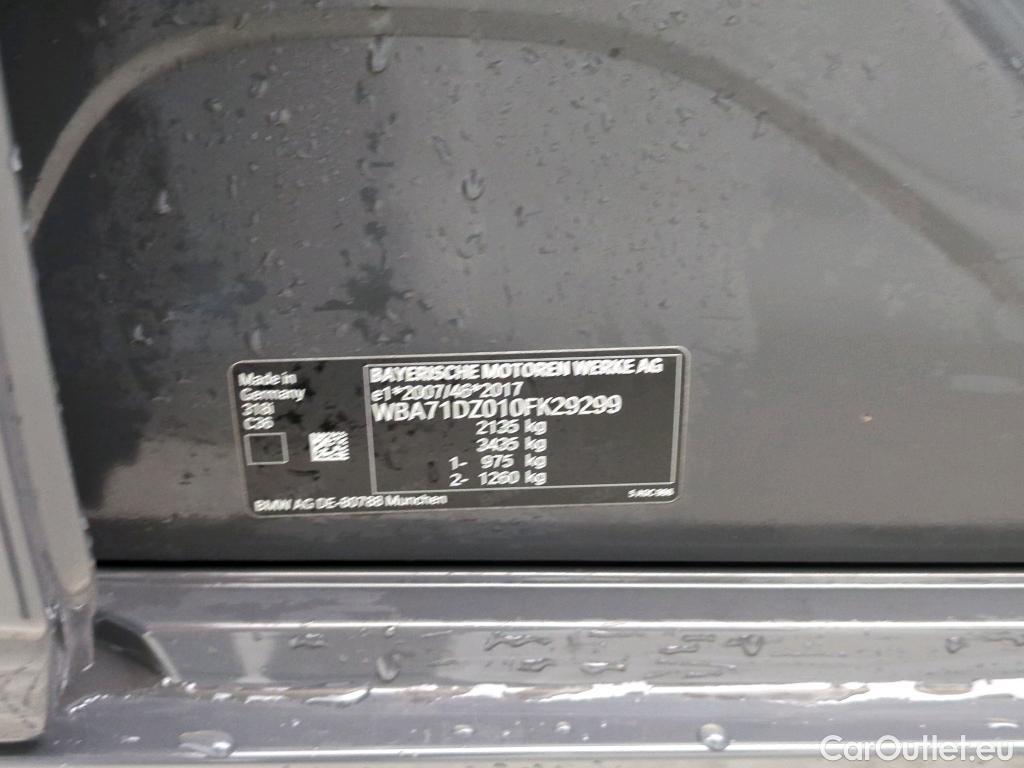 Made in
Germany
318i
C36
BAYERISCHE MOTOREN WERKE AG
e1*2007/46*2017
WBA71DZ010FK29299
2135 kg
3435 kg
1- 975 kg
2- 1260 kg
BMW AG DE-80788 Munchen
CarOutlet.eu